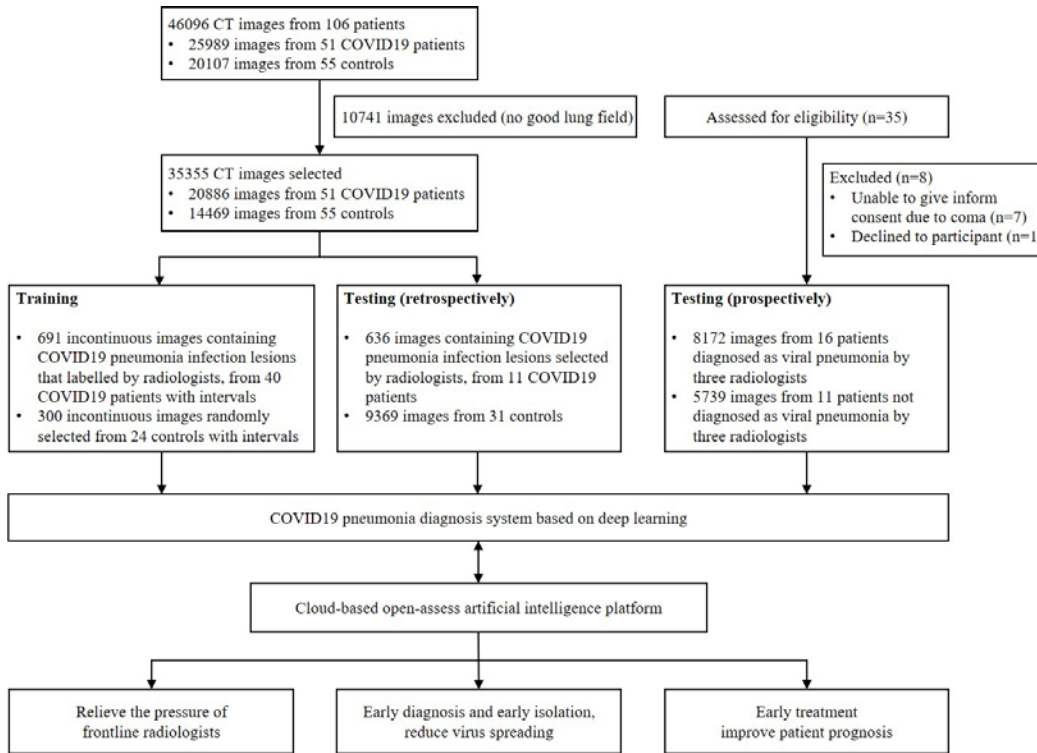 46096 CT images from 106 patients
• 25989 images from 51 COVID19 patients
• 20107 images from 55 controls
10741 images excluded (no good lung field)
Assessed for eligibility (n=35)
35355 CT images selected
• 20886 images from 51 COVID19 patients
• 14469 images from 55 controls
Excluded (n=8)
• Unable to give inform
consent due to coma (n=7)
• Declined to participant (n=1
Training
• 691 incontinuous images containing
COVID19 pneumonia infection lesions
that labelled by radiologists, from 40
COVID19 patients with intervals
• 300 incontinuous images randomly
selected from 24 controls with intervals
Testing (retrospectively)
• 636 images containing COVID19
pneumonia infection lesions selected
by radiologists, from 11 COVID19
patients
• 9369 images from 31 controls
Testing (prospectively)
• 8172 images from 16 patients
diagnosed as viral pneumonia by
three radiologists
• 5739 images from 11 patients not
diagnosed as viral pneumonia by
three radiologists
COVID19 pneumonia diagnosis system based on deep learning
Cloud-based open-assess artificial intelligence platform
Relieve the pressure of
frontline radiologists
Early diagnosis and early isolation,
reduce virus spreading
Early treatment
improve patient prognosis